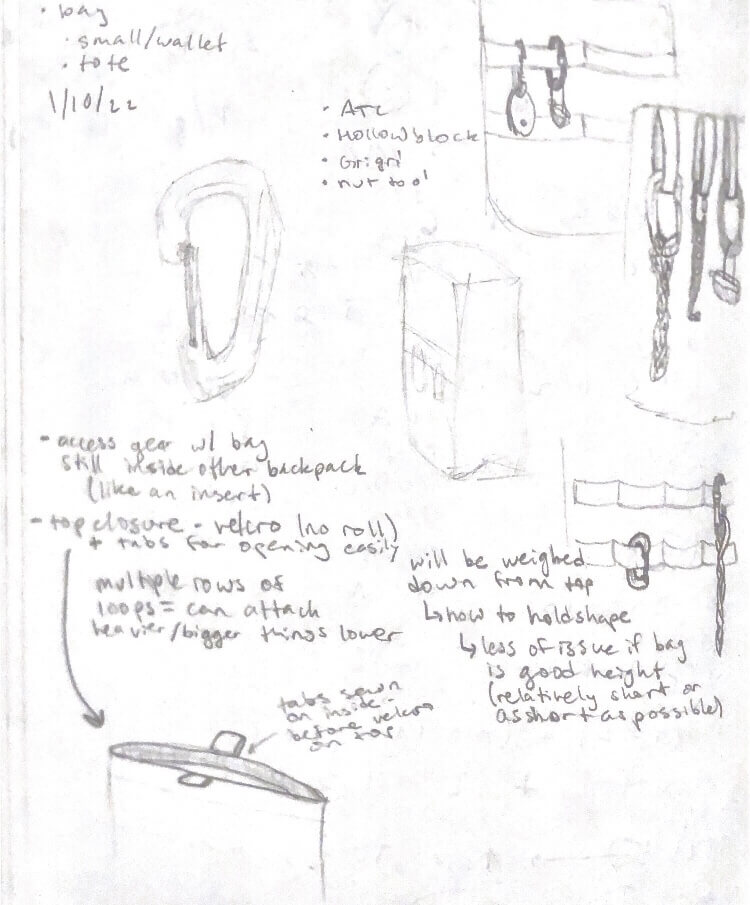 • bag
• small/wallet
• tote
1/10/22
• ATC
• Hollowblock
• Grigri
• nut tool
- access gear w/ bag
still inside other backpack
(like an insert)
- top closure - velcro (no roll)
+ tabs for opening easily
multiple rows of
loops = can attach
heavier/bigger things lower
will be weighed
down from top
↳ how to hold shape
↳ less of issue if bag
is good height
(relatively short or
as short as possible)
tabs sewn
on inside -
before velcro
on top